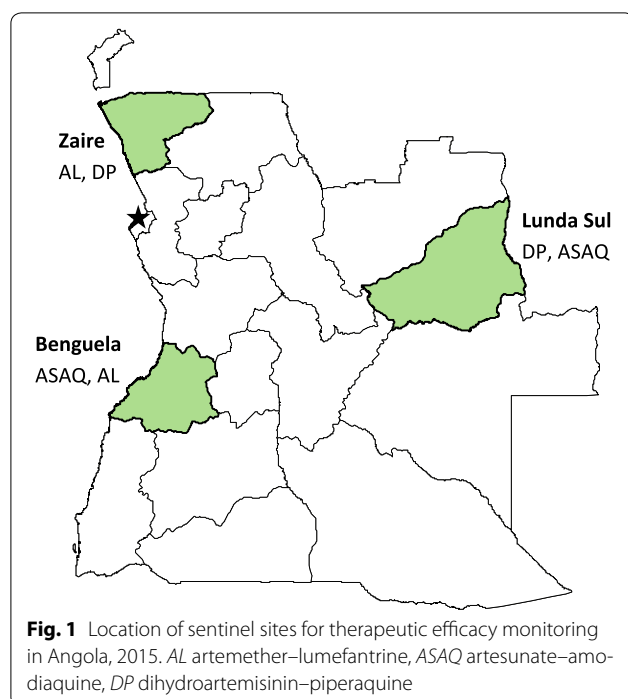 Zaire
AL, DP
Lunda Sul
DP, ASAQ
Benguela
ASAQ, AL
Fig. 1 Location of sentinel sites for therapeutic efficacy monitoring
in Angola, 2015. AL artemether–lumefantrine, ASAQ artesunate–amo-
diaquine, DP dihydroartemisinin–piperaquine